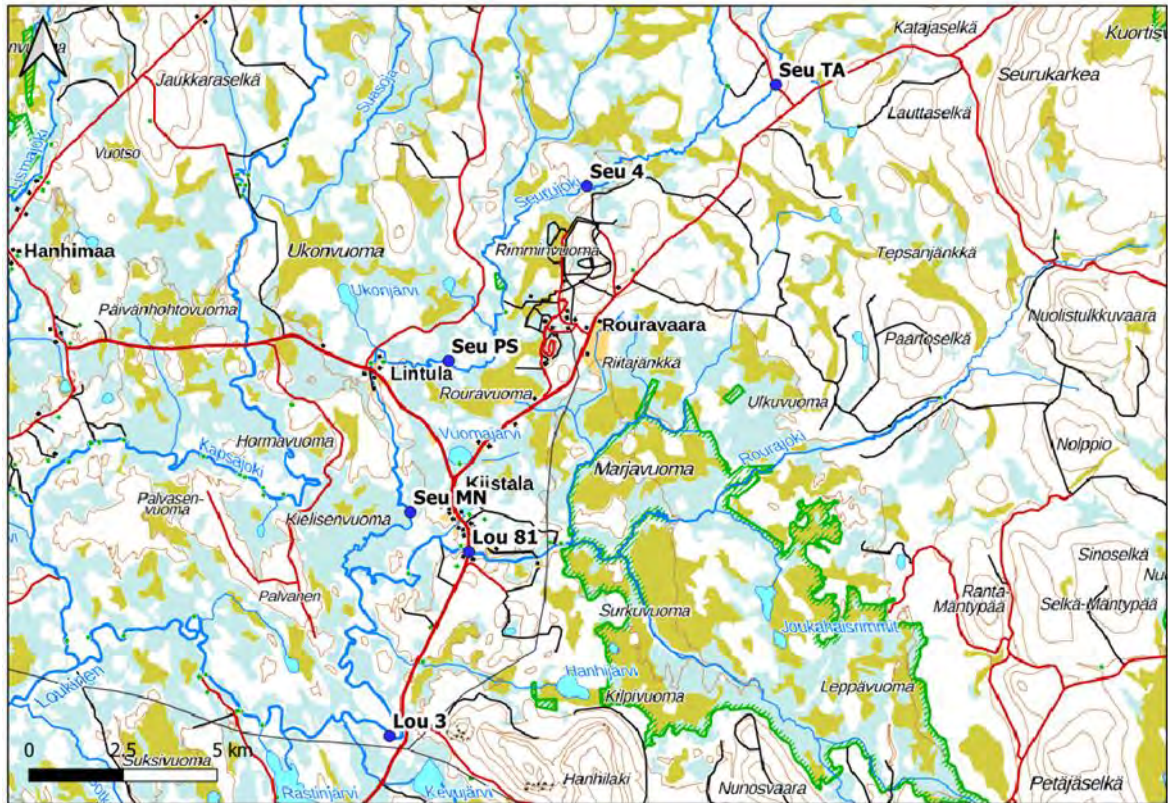 Katajaselkä
Kuortis
Jaukkaraselkä
Suasoja
Seu TA
Seurukarkea
Lauttaselkä
Vuotso
Seu 4
Seurujoki
Hanhimaa
Ukonvuoma
Rimminvuoma
Tepsanjänkkä
Ukonjärvi
Päivänhohtovuoma
Nuolistulkkuvaara
Rouravaara
Paartoselkä
Seu PS
Lintula
Riitajänkkä
Rouravuoma
Ulkuvuoma
Hormavuoma
Vuomajärvi
Rourajoki
Nolppio
Kapsajoki
Marjavuoma
Kiistala
Palvasen-
vuoma
Seu MN
Kielisenvuoma
Lou 81
Sinoselkä
Palvanen
Surkuvuoma
Ranta-
Mäntypää
Selkä-Mäntypää
Joukahaisrimmit
Loukinen
Hanhijärvi
Kilpivuoma
Leppävuoma
Lou 3
0 2.5 5 km
Suksivuoma
Rastinjärvi
Kevujärvi
Hanhilaki
Nunosvaara
Petäjäselkä